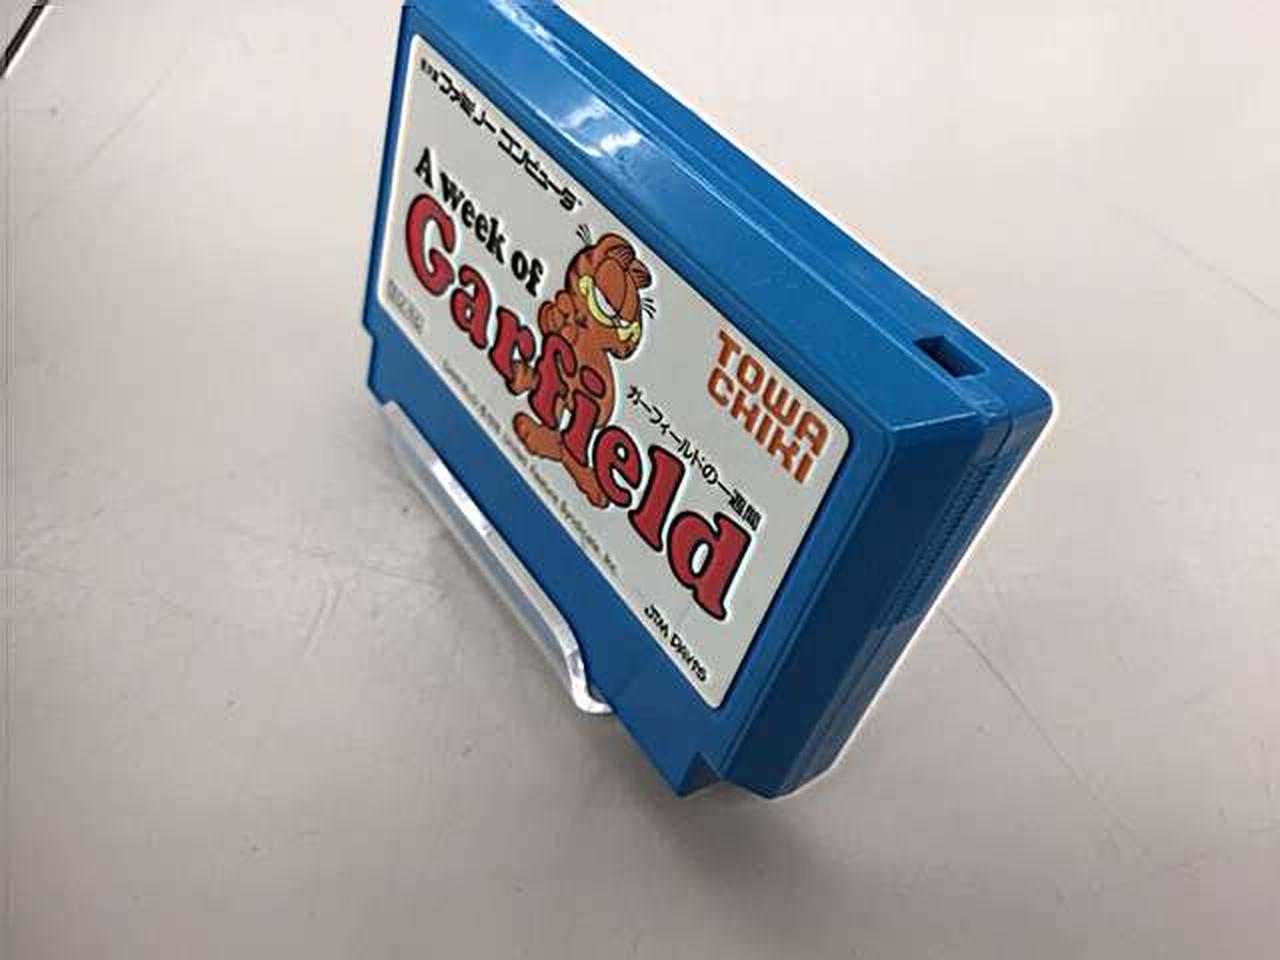 ファミリー コンピュータ
A week of
Garfield
TOWA
CHIKI
ガーフィールドの一週間
JIM DAVIS